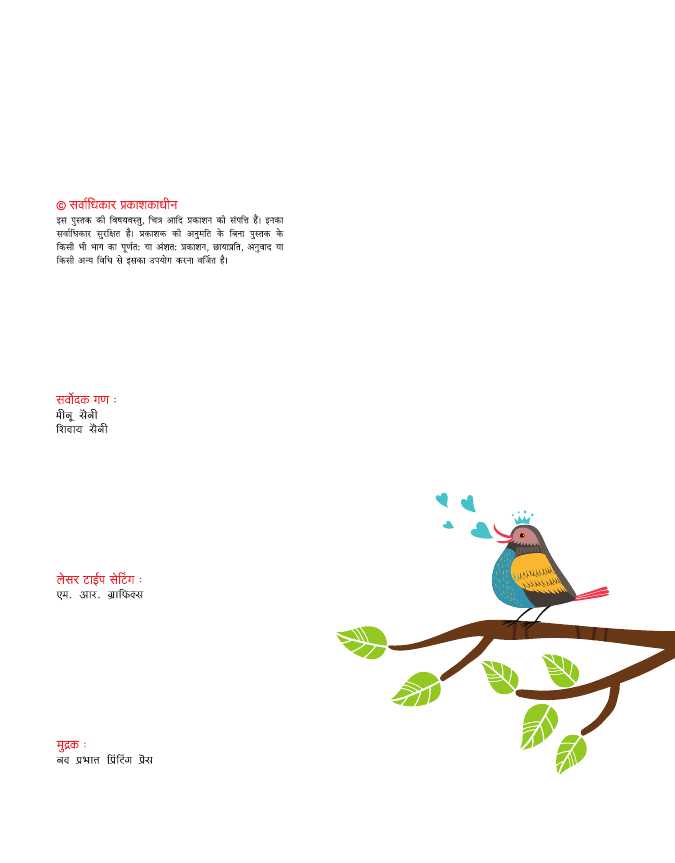 © सर्वाधिकार प्रकाशकाधीन
इस पुस्तक की विषयवस्तु, चित्र आदि प्रकाशन की संपत्ति हैं। इनका
सर्वाधिकार सुरक्षित है। प्रकाशक की अनुमति के बिना पुस्तक के
किसी भी भाग का पूर्णत: या अंशत: प्रकाशन, छायाप्रति, अनुवाद या
किसी अन्य विधि से इसका उपयोग करना वर्जित है।
सर्वोदक गण :
मीनू सैनी
शिवाय सैनी
लेसर टाईप सेटिंग :
एम. आर. ग्राफिक्स
मुद्रक :
नव प्रभात प्रिंटिंग प्रैस